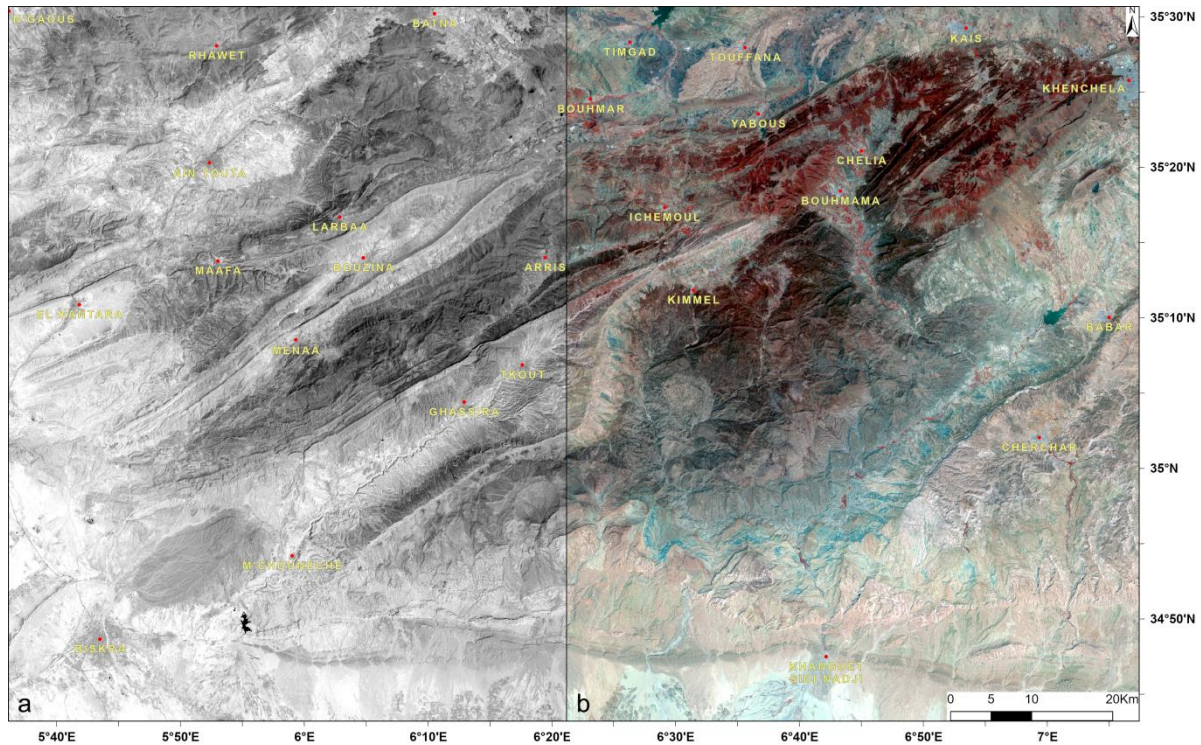 N'GAOUS
BATNA
RHAWET
AIN TOUTA
LARBAA
MAAFA
BOUZINA
ARRIS
EL KANTARA
MENAA
TKOUT
GHASSIRA
M'CHOUNECHE
BISKRA
a
TIMGAD
TOUFFANA
KAIS
KHENCHELA
BOUHMAR
YABOUS
CHELIA
BOUHMAMA
ICHEMOUL
KIMMEL
BABAR
CHERCHAR
KHANGUET
SIDI NADJI
b
N
0 5 10 20Km
35°30'N
35°20'N
35°10'N
35°N
34°50'N
5°40'E 5°50'E 6°E 6°10'E 6°20'E 6°30'E 6°40'E 6°50'E 7°E